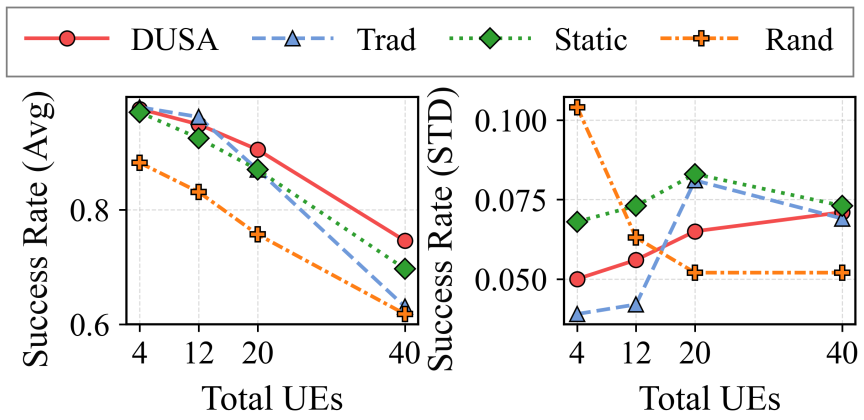 DUSA Trad Static Rand
Success Rate (Avg)
0.8
0.6
4 12 20 40
Total UEs
Success Rate (STD)
0.100
0.075
0.050
4 12 20 40
Total UEs